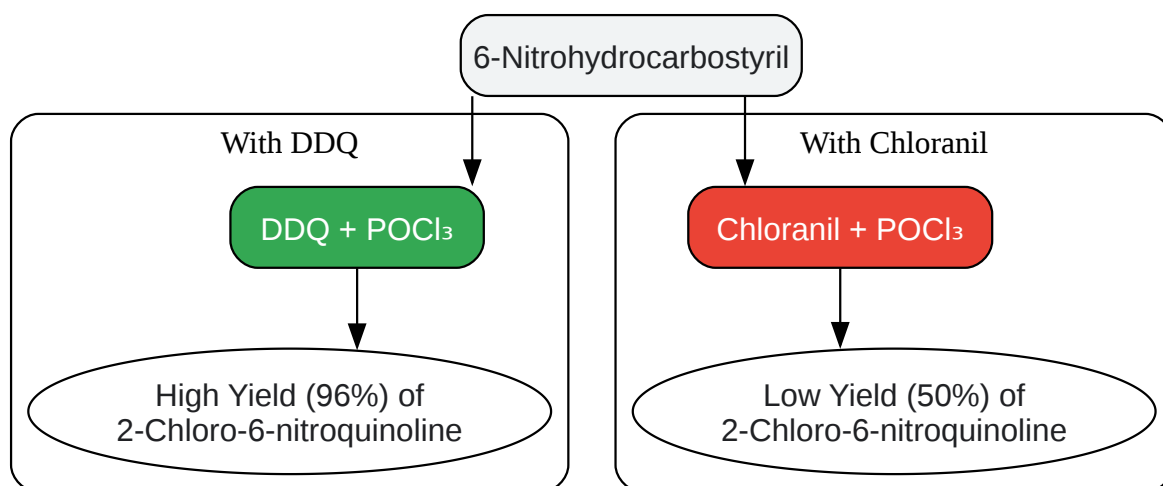 6-Nitrohydrocarbostyril
With DDQ
With Chloranil
DDQ + POCl₃
Chloranil + POCl₃
High Yield (96%) of
2-Chloro-6-nitroquinoline
Low Yield (50%) of
2-Chloro-6-nitroquinoline